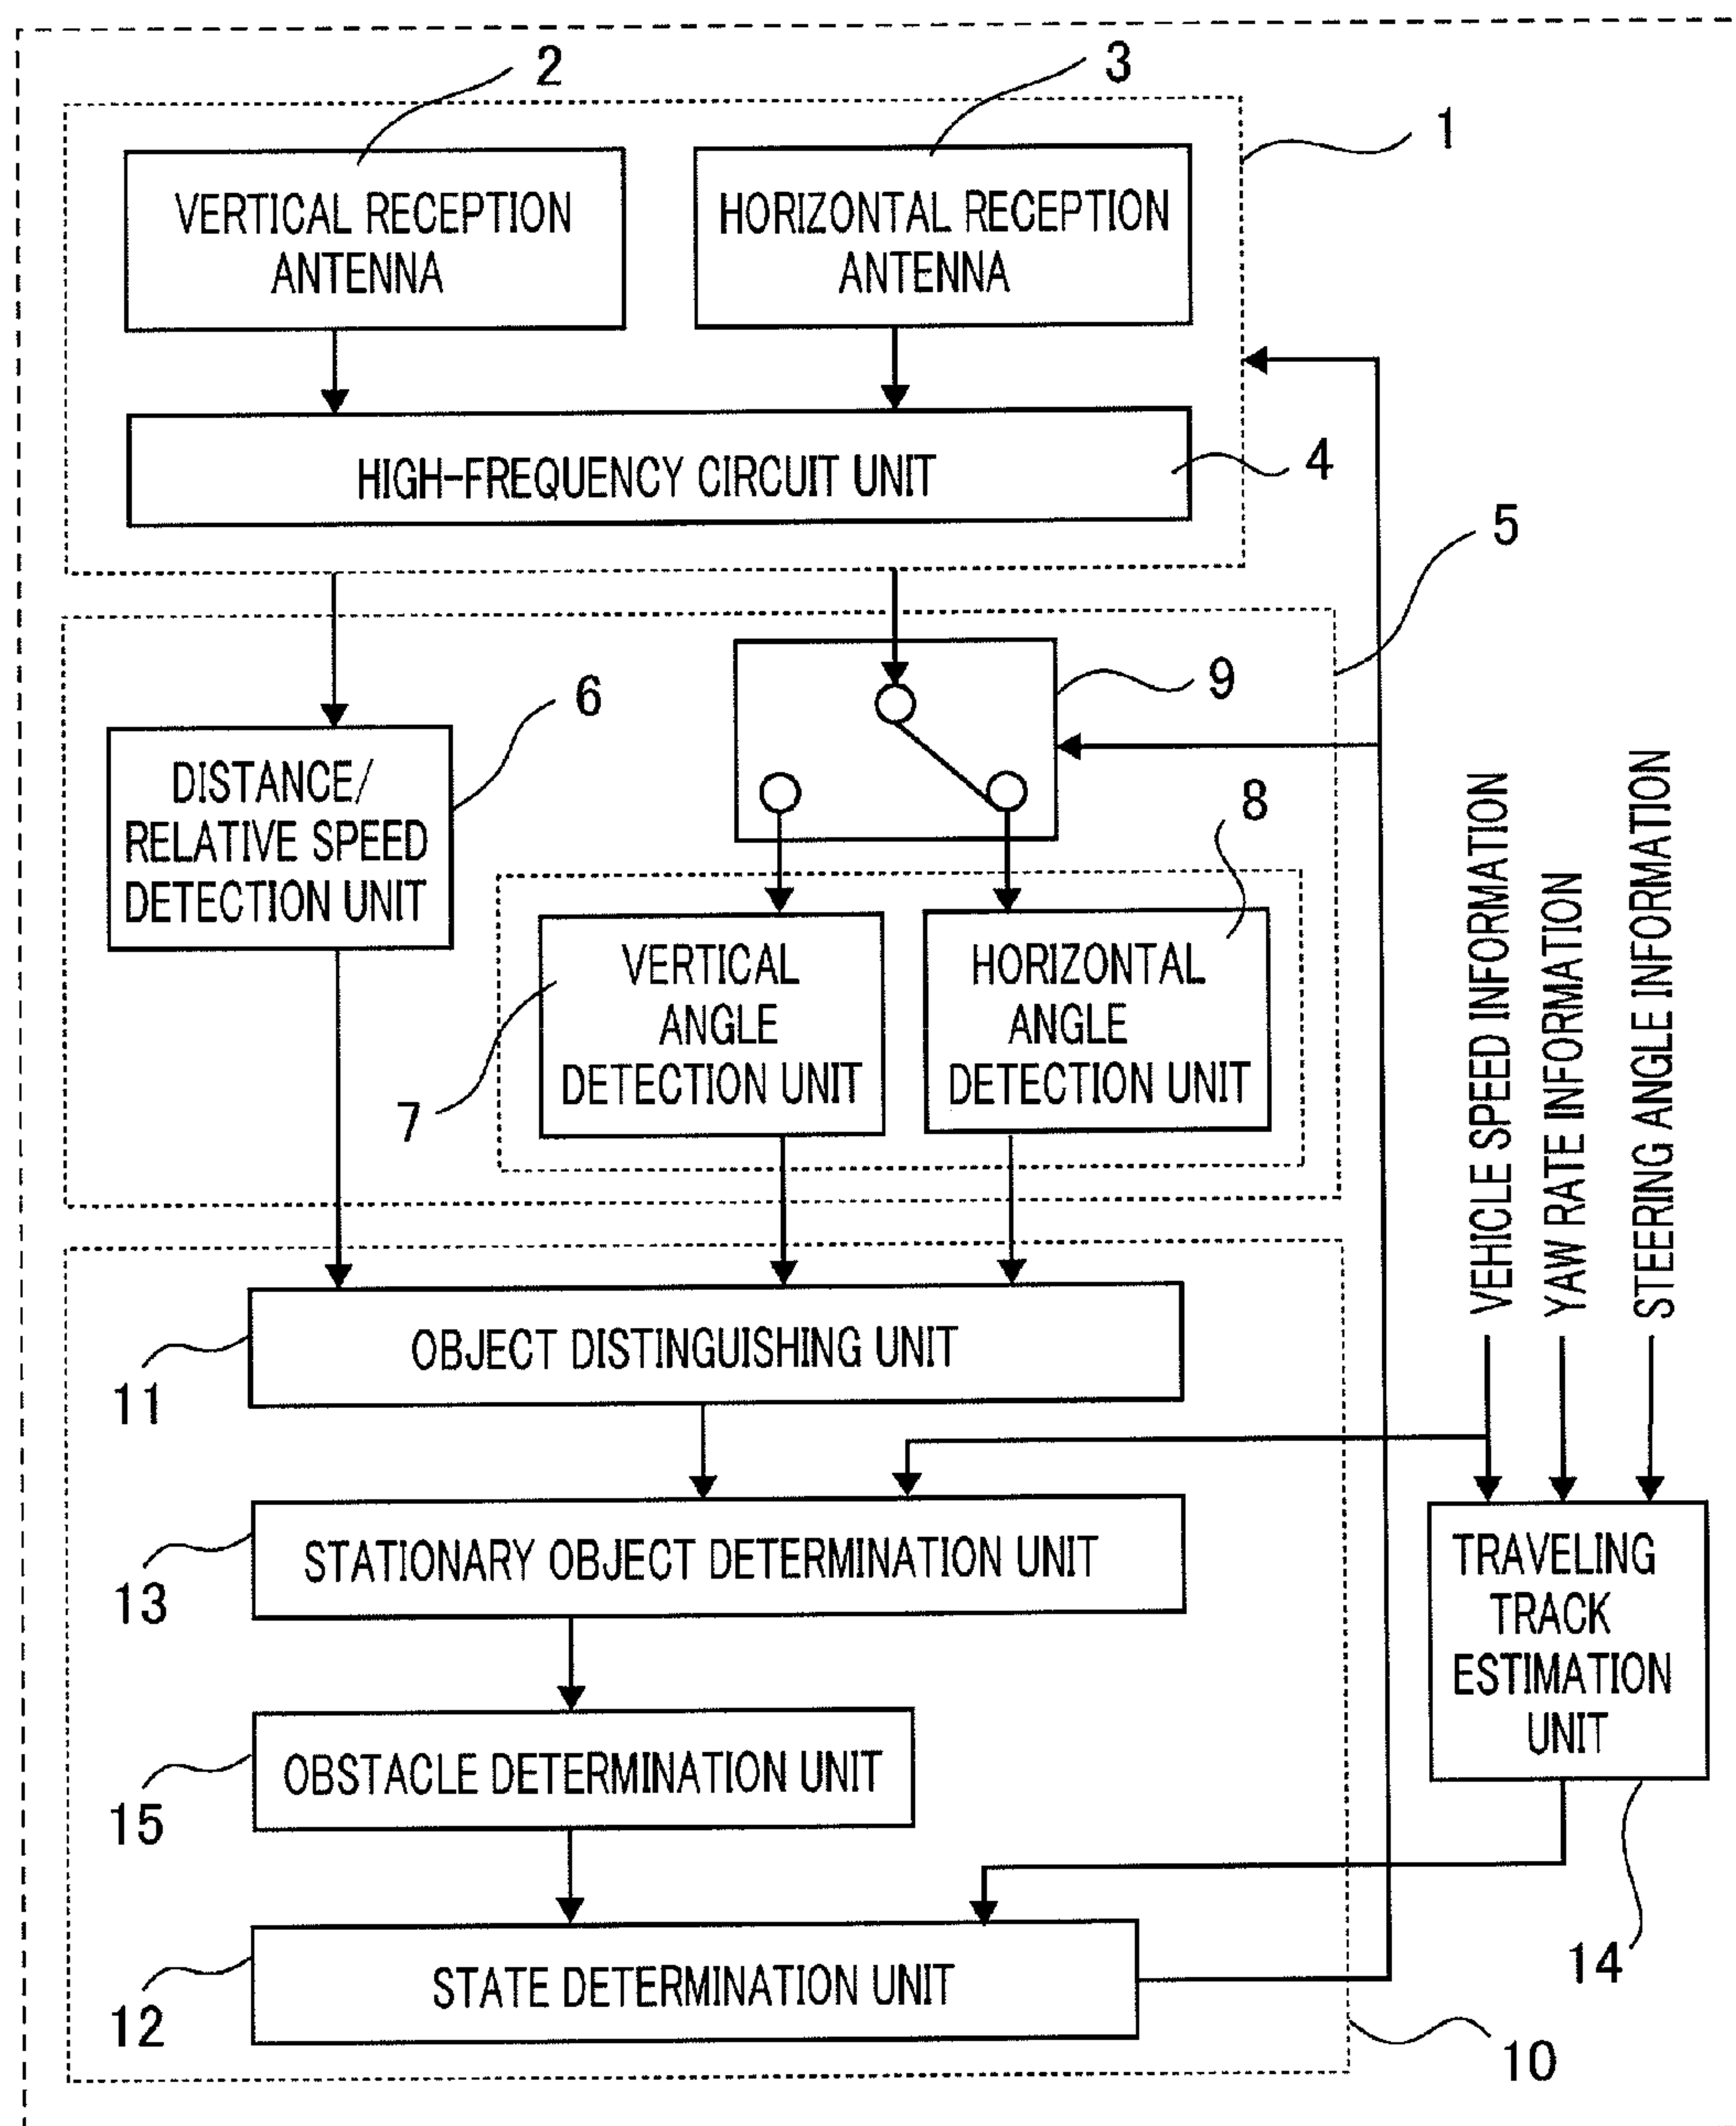 2
3
1
VERTICAL RECEPTION
ANTENNA
HORIZONTAL RECEPTION
ANTENNA
HIGH-FREQUENCY CIRCUIT UNIT
4
5
9
6
DISTANCE/
RELATIVE SPEED
DETECTION UNIT
8
VERTICAL
ANGLE
DETECTION UNIT
HORIZONTAL
ANGLE
DETECTION UNIT
7
VEHICLE SPEED INFORMATION
YAW RATE INFORMATION
STEERING ANGLE INFORMATION
OBJECT DISTINGUISHING UNIT
11
STATIONARY OBJECT DETERMINATION UNIT
13
TRAVELING
TRACK
ESTIMATION
UNIT
OBSTACLE DETERMINATION UNIT
15
14
STATE DETERMINATION UNIT
12
10